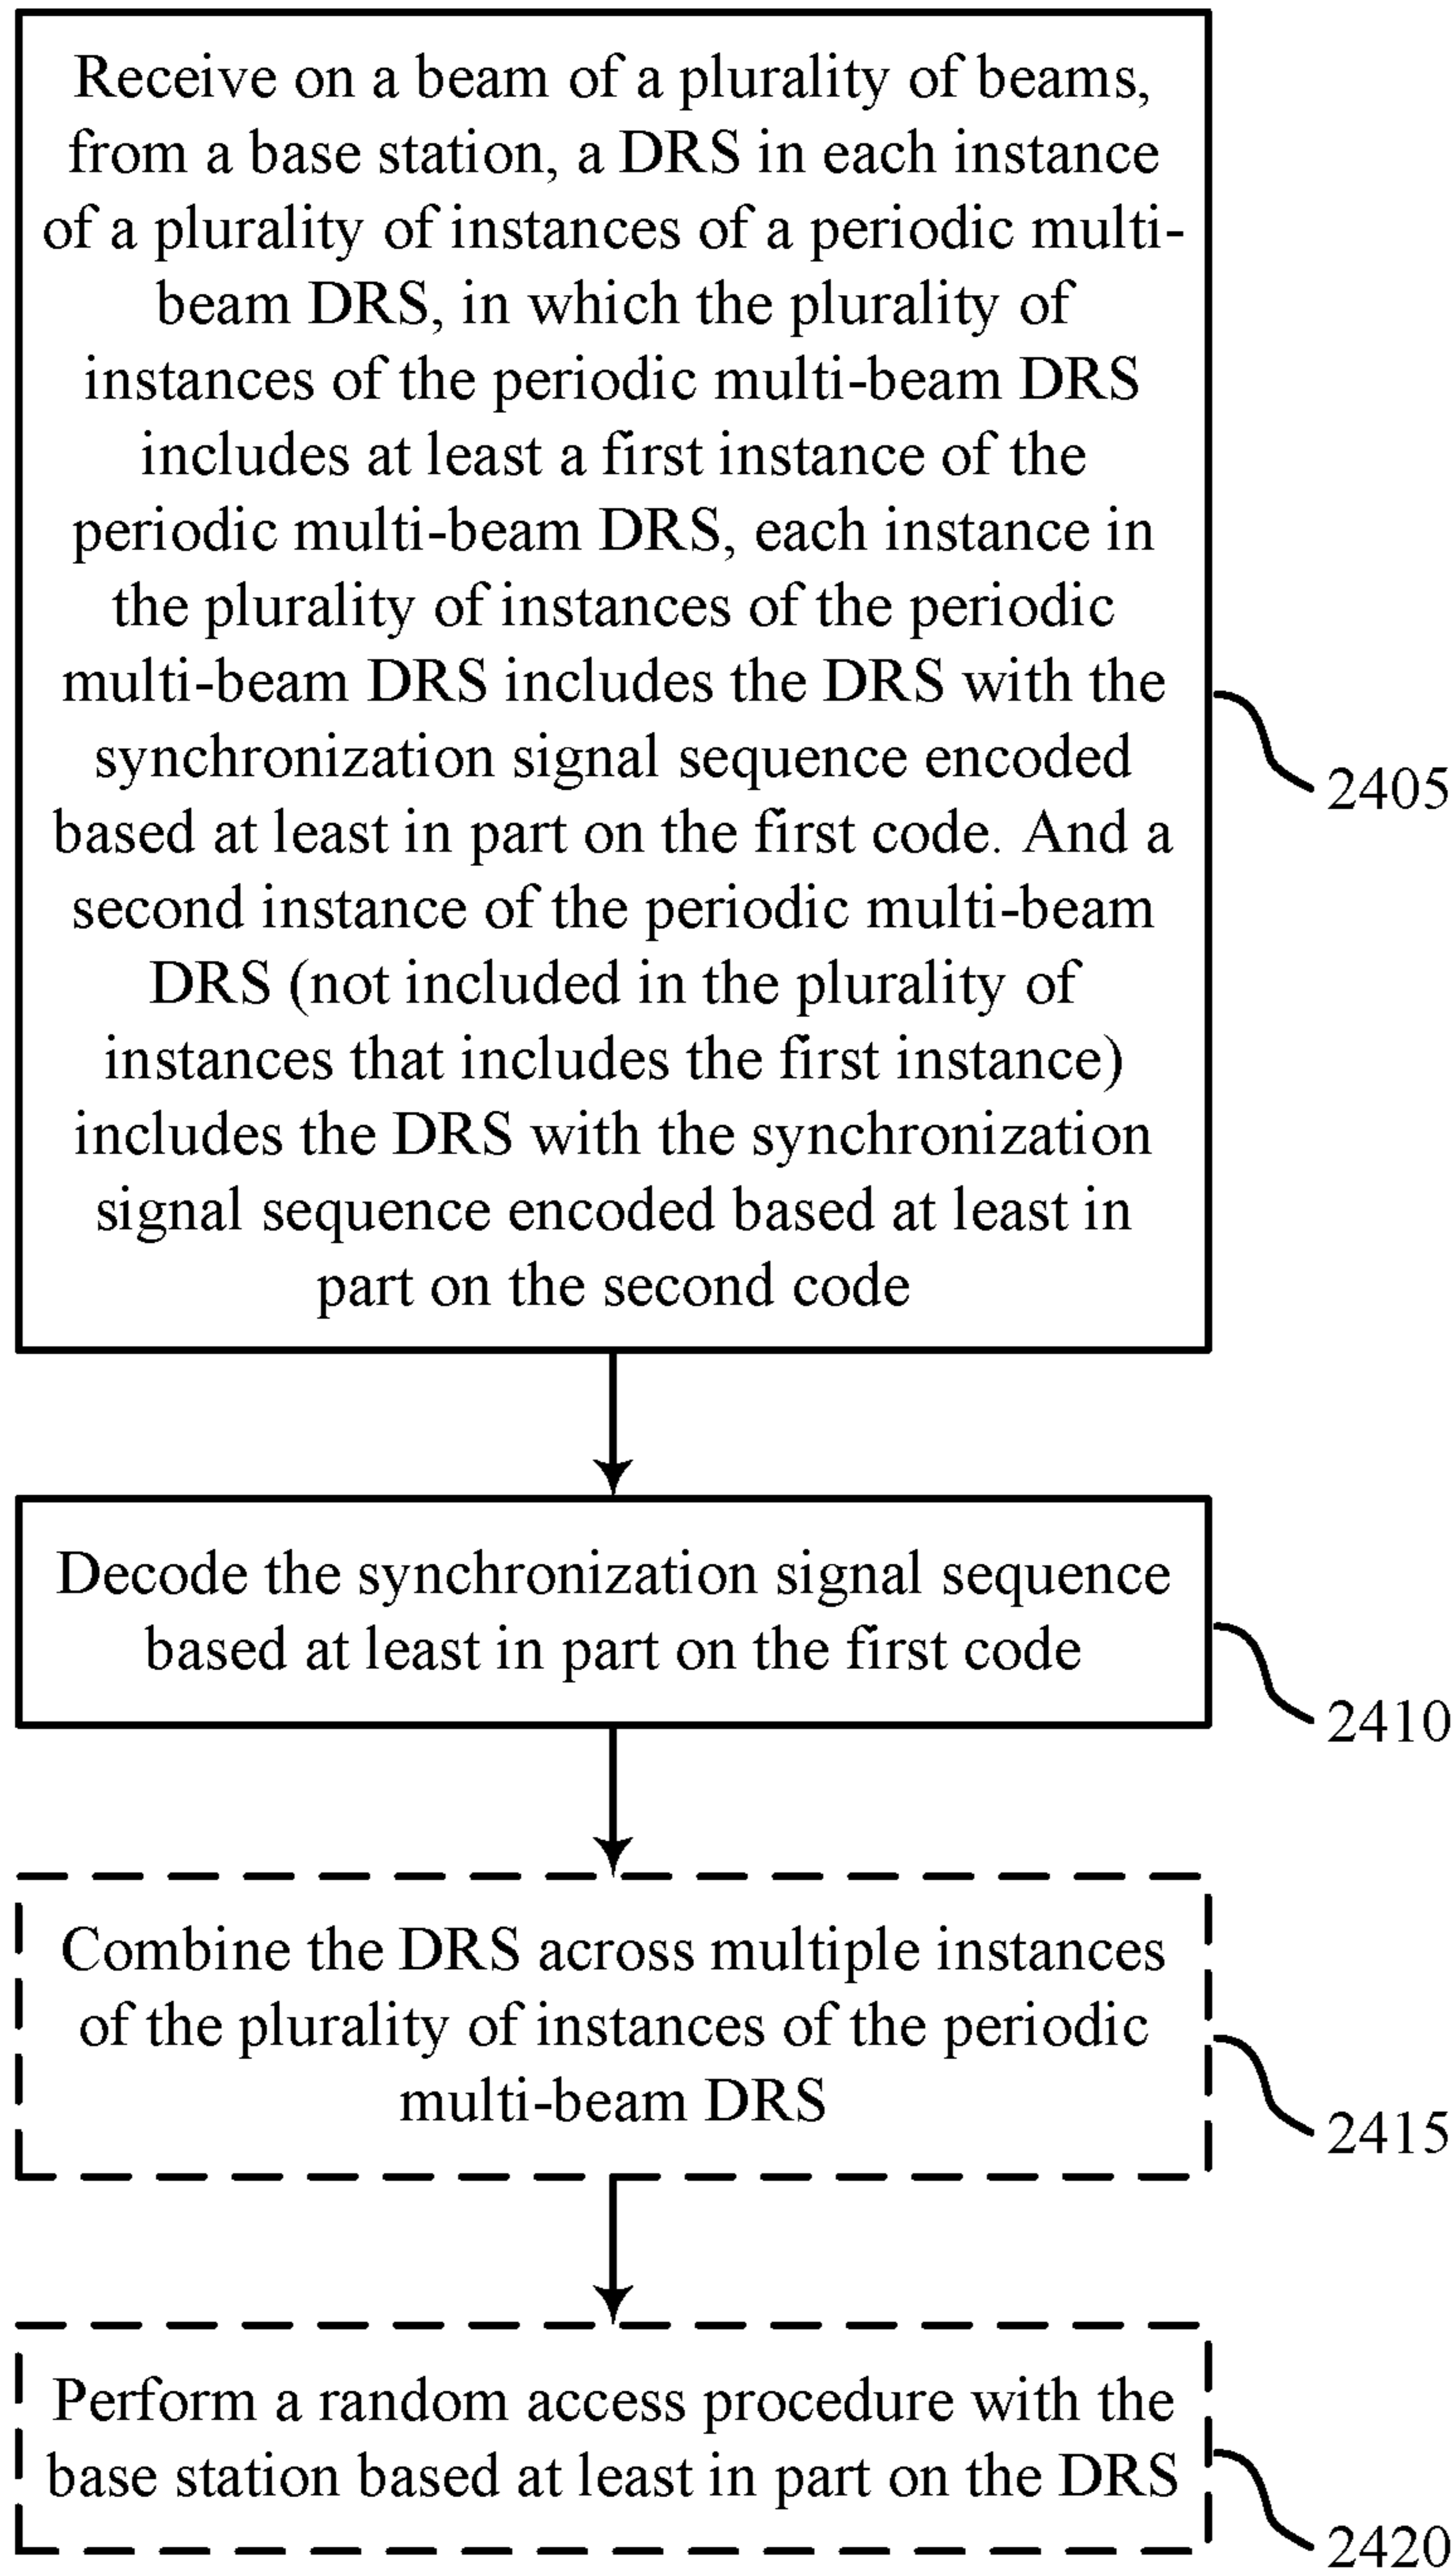 Receive on a beam of a plurality of beams,
from a base station, a DRS in each instance
of a plurality of instances of a periodic multi-
beam DRS, in which the plurality of
instances of the periodic multi-beam DRS
includes at least a first instance of the
periodic multi-beam DRS, each instance in
the plurality of instances of the periodic
multi-beam DRS includes the DRS with the
synchronization signal sequence encoded
based at least in part on the first code. And a
second instance of the periodic multi-beam
DRS (not included in the plurality of
instances that includes the first instance)
includes the DRS with the synchronization
signal sequence encoded based at least in
part on the second code
2405
Decode the synchronization signal sequence
based at least in part on the first code
2410
Combine the DRS across multiple instances
of the plurality of instances of the periodic
multi-beam DRS
2415
Perform a random access procedure with the
base station based at least in part on the DRS
2420